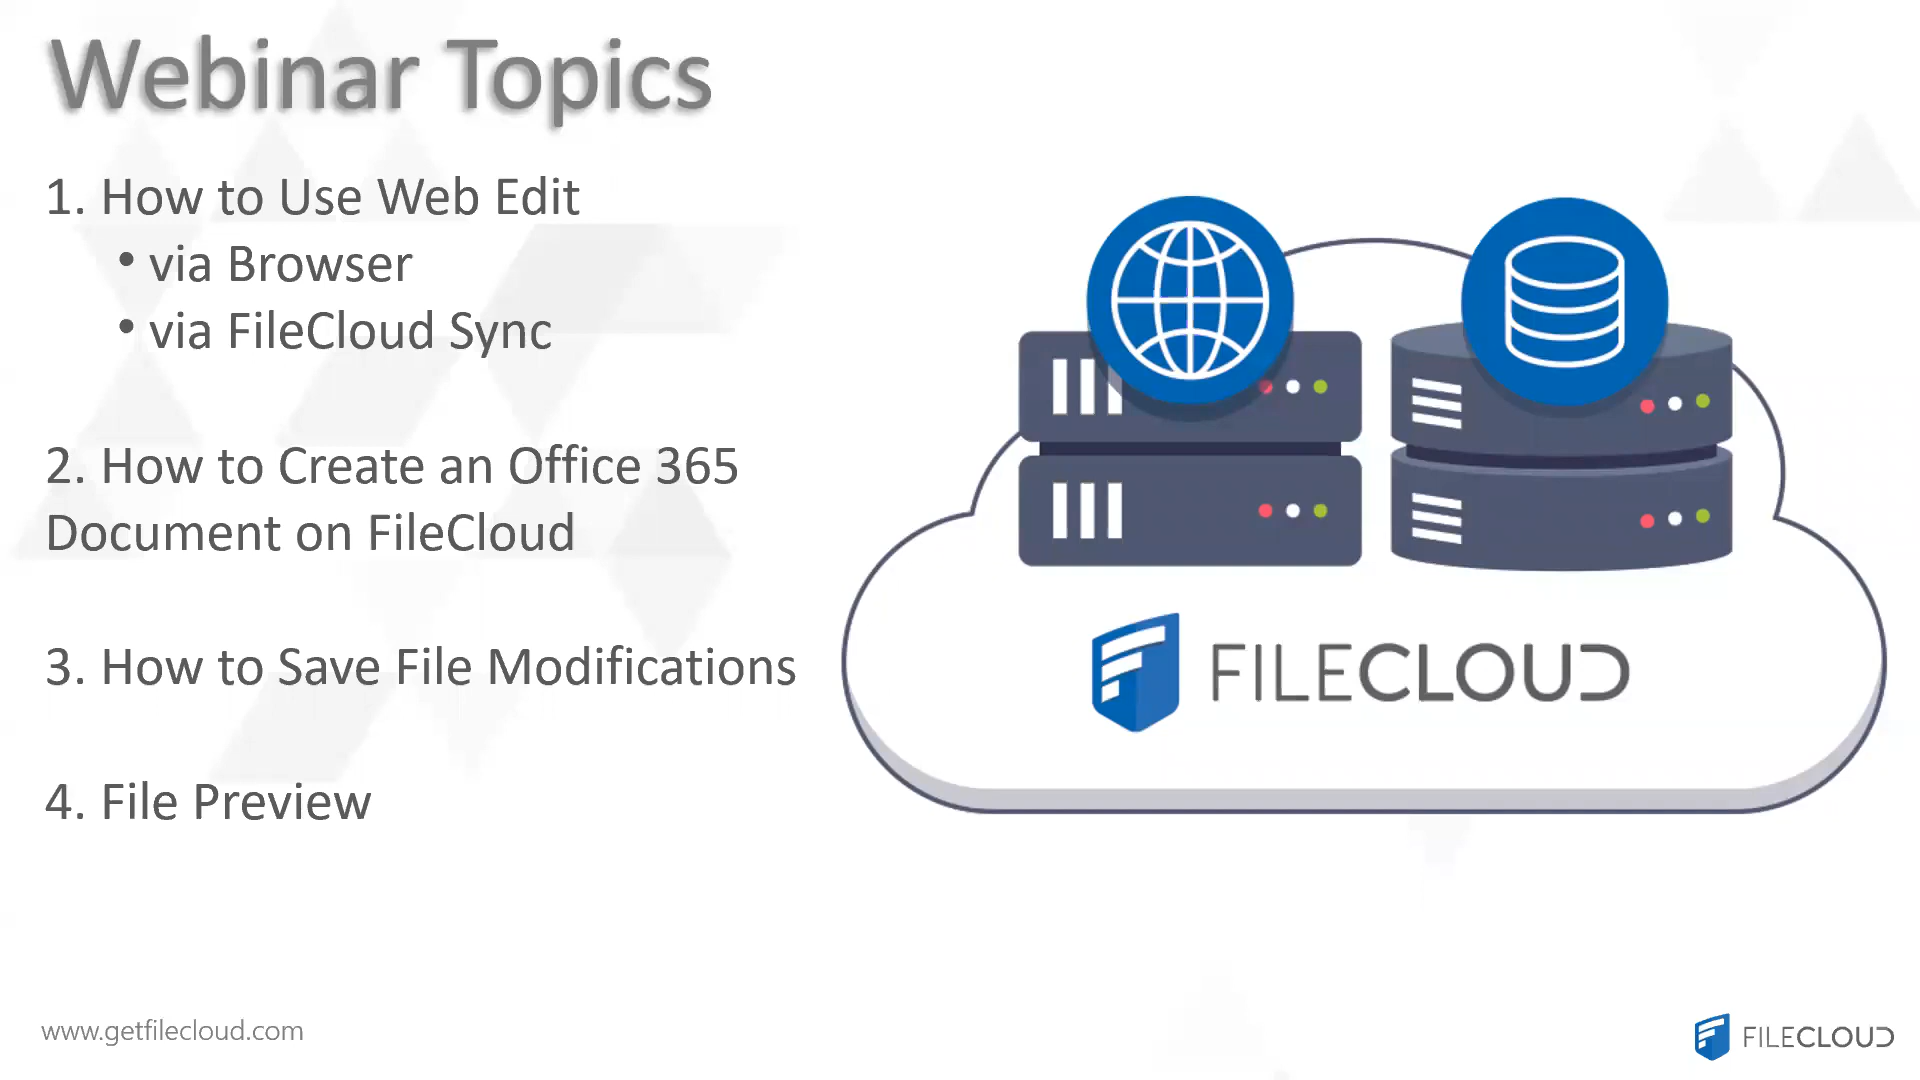 Webinar Topics
1. How to Use Web Edit
• via Browser
• via FileCloud Sync
2. How to Create an Office 365
Document on FileCloud
3. How to Save File Modifications
4. File Preview
FILECLOUD
www.getfilecloud.com
FILECLOUD